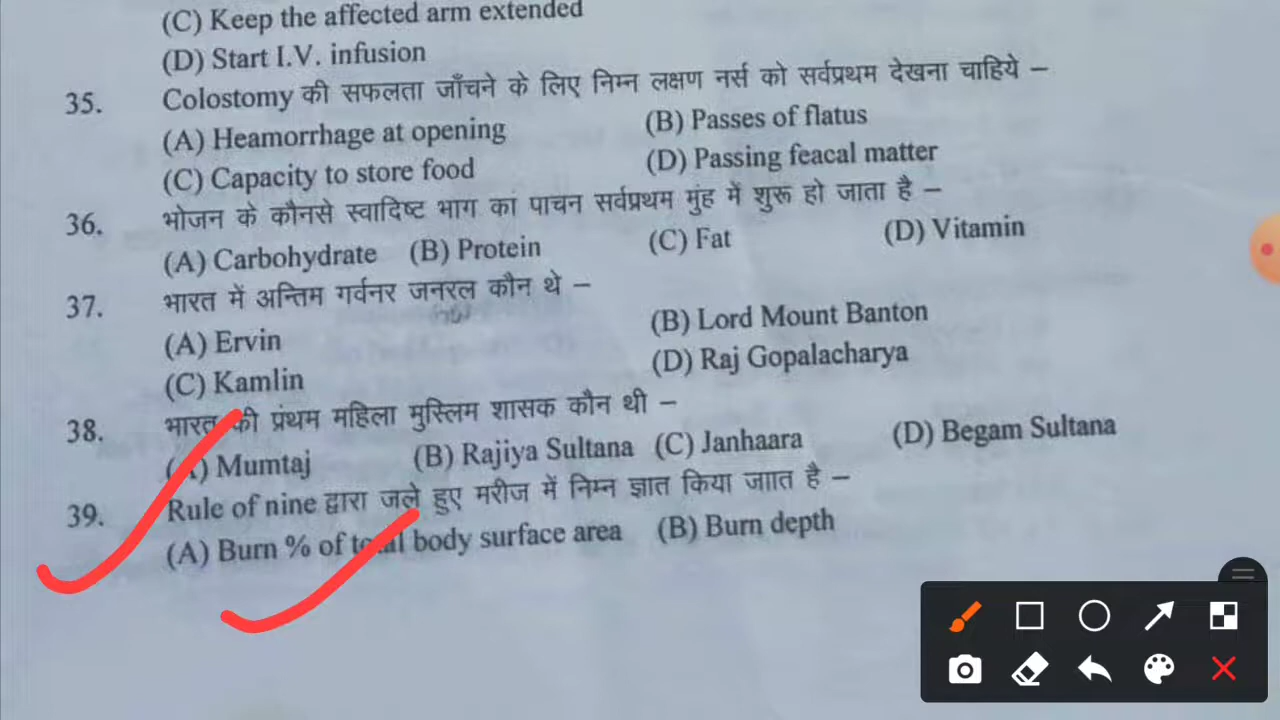 (C) Keep the affected arm extended
(D) Start I.V. infusion
35. Colostomy की सफलता जाँचने के लिए निम्न लक्षण नर्स को सर्वप्रथम देखना चाहिये –
(A) Heamorrhage at opening (B) Passes of flatus
(C) Capacity to store food (D) Passing feacal matter
36. भोजन के कौनसे स्वादिष्ट भाग का पाचन सर्वप्रथम मुंह में शुरू हो जाता है –
(A) Carbohydrate (B) Protein (C) Fat (D) Vitamin
37. भारत में अन्तिम गर्वनर जनरल कौन थे –
(A) Ervin (B) Lord Mount Banton
(C) Kamlin (D) Raj Gopalacharya
38. भारत की प्रंथम महिला मुस्लिम शासक कौन थी –
(A) Mumtaj (B) Rajiya Sultana (C) Janhaara (D) Begam Sultana
39. Rule of nine द्वारा जले हुए मरीज में निम्न ज्ञात किया जाात है –
(A) Burn % of total body surface area (B) Burn depth